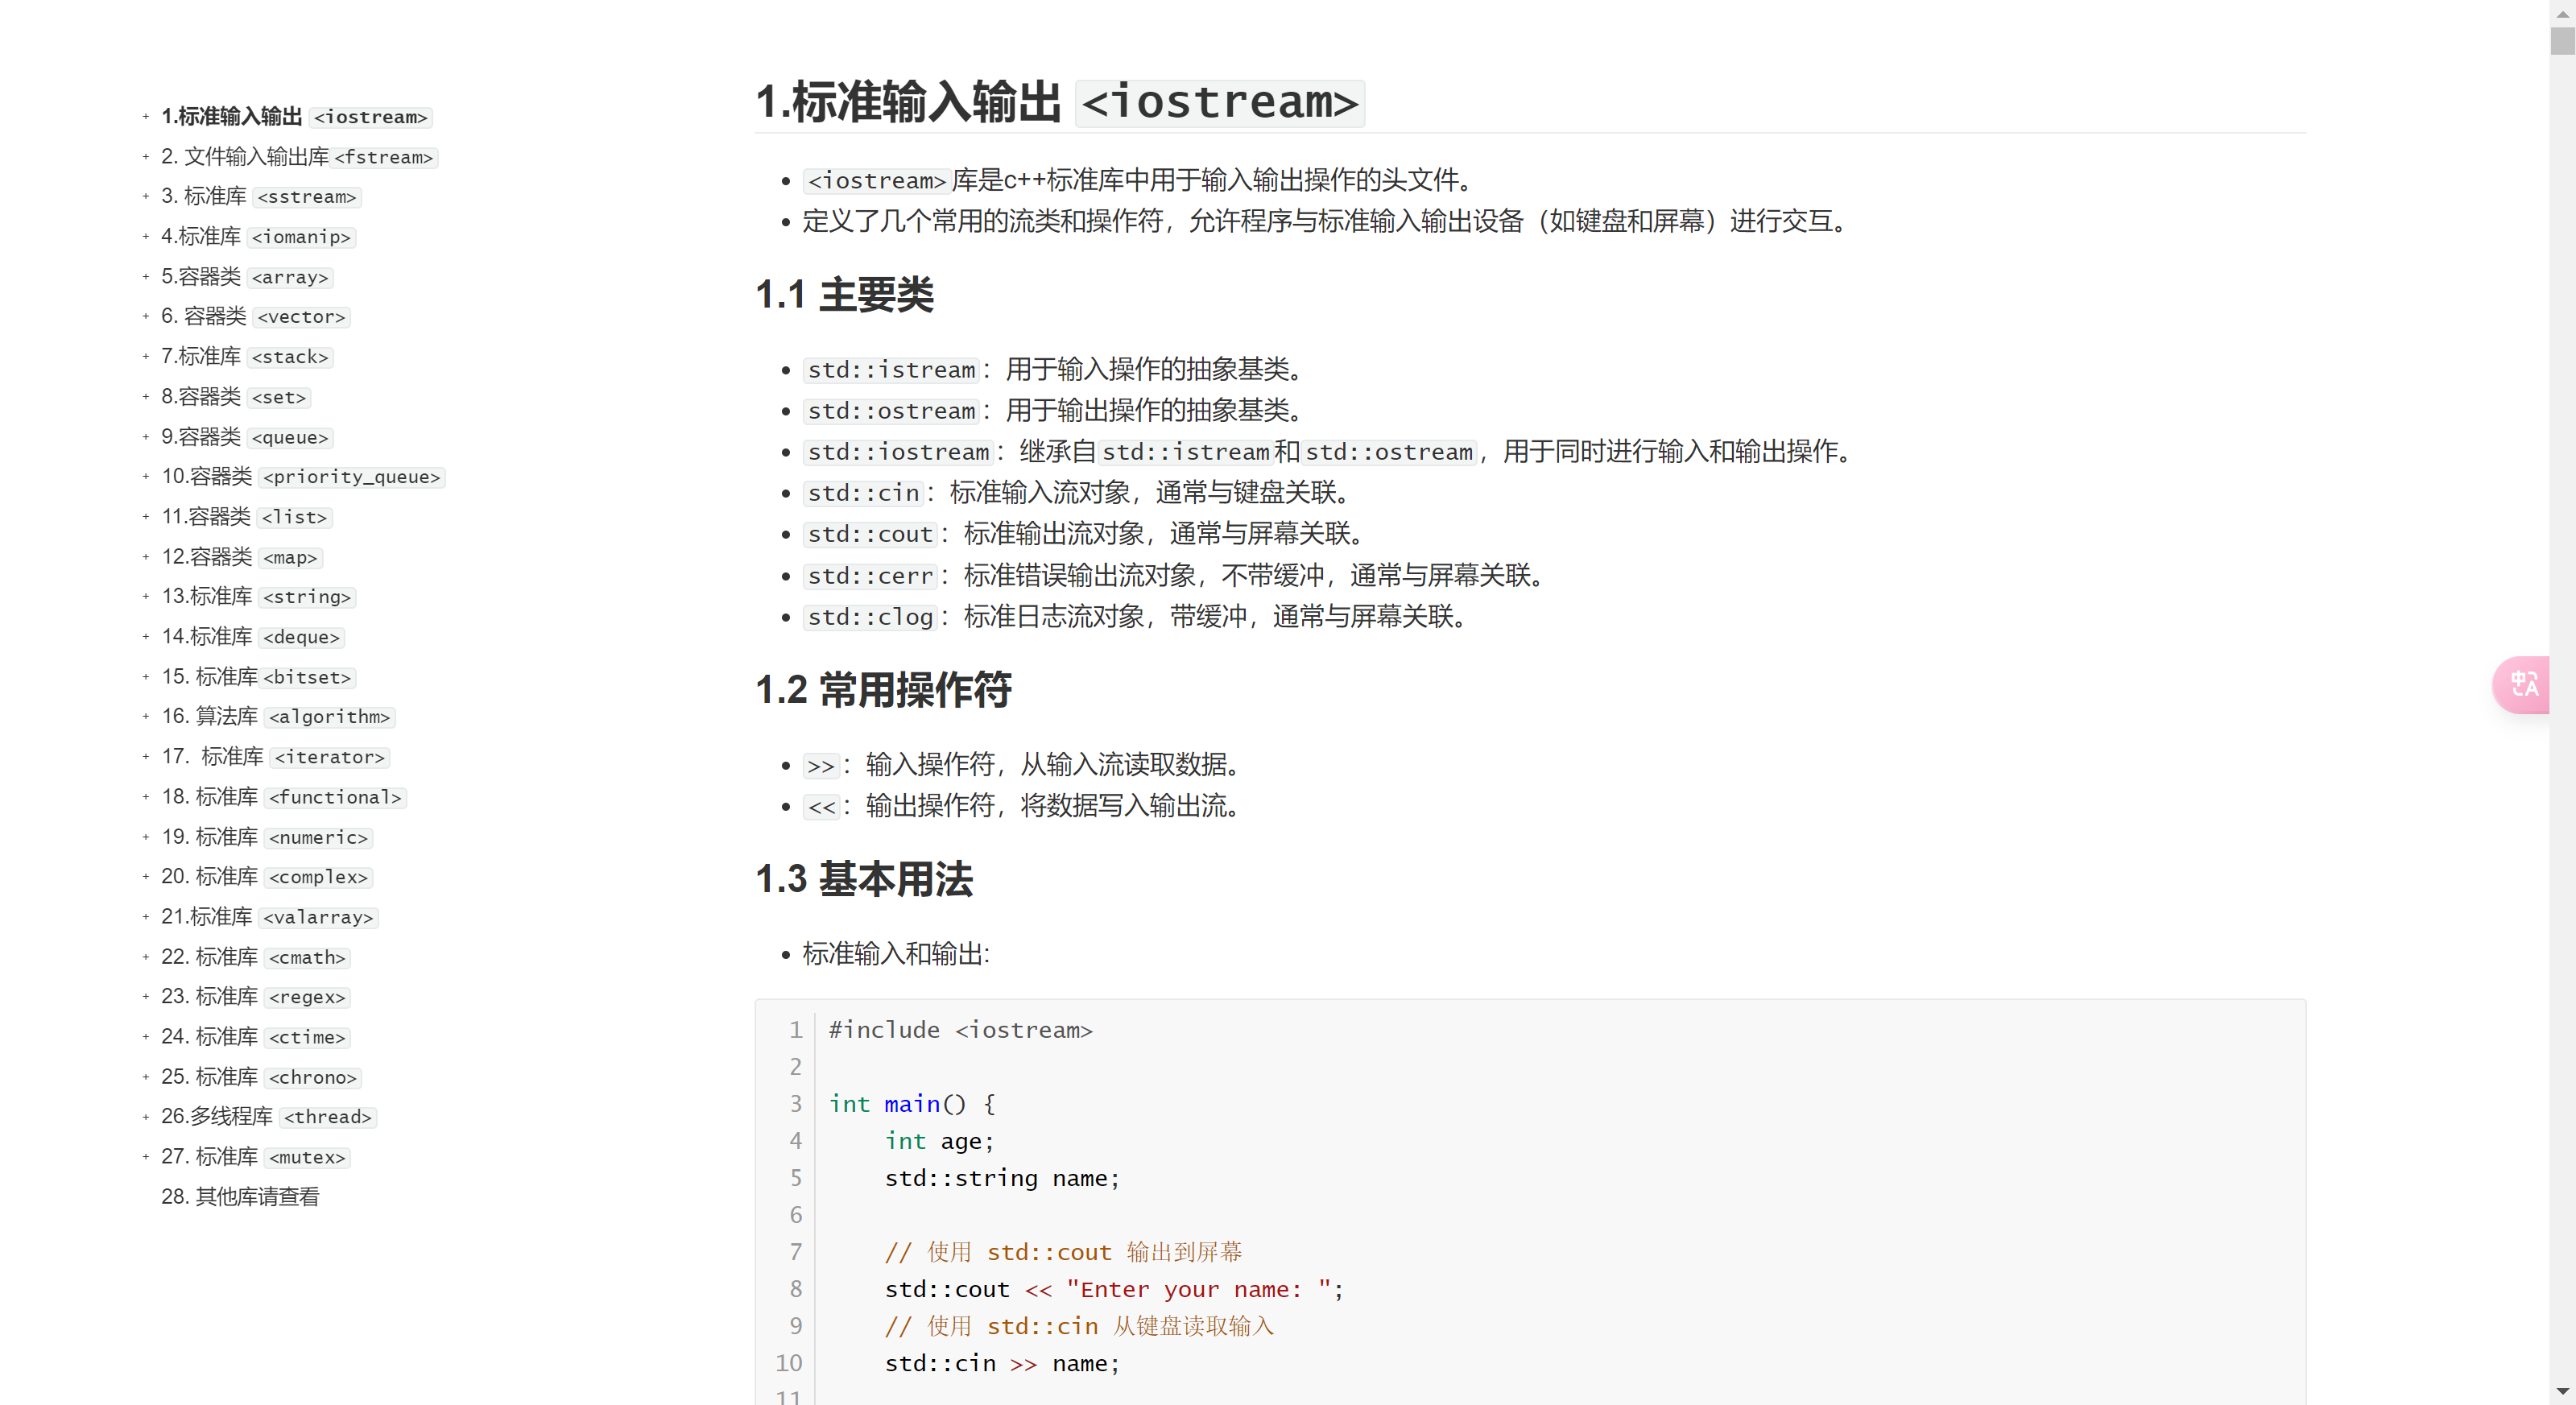 + 1.标准输入输出 <iostream>
+ 2. 文件输入输出库<fstream>
+ 3. 标准库 <sstream>
+ 4.标准库 <iomanip>
+ 5.容器类 <array>
+ 6. 容器类 <vector>
+ 7.标准库 <stack>
+ 8.容器类 <set>
+ 9.容器类 <queue>
+ 10.容器类 <priority_queue>
+ 11.容器类 <list>
+ 12.容器类 <map>
+ 13.标准库 <string>
+ 14.标准库 <deque>
+ 15. 标准库<bitset>
+ 16. 算法库 <algorithm>
+ 17. 标准库 <iterator>
+ 18. 标准库 <functional>
+ 19. 标准库 <numeric>
+ 20. 标准库 <complex>
+ 21.标准库 <valarray>
+ 22. 标准库 <cmath>
+ 23. 标准库 <regex>
+ 24. 标准库 <ctime>
+ 25. 标准库 <chrono>
+ 26.多线程库 <thread>
+ 27. 标准库 <mutex>
28. 其他库请查看
1.标准输入输出 <iostream>
• <iostream>库是c++标准库中用于输入输出操作的头文件。
• 定义了几个常用的流类和操作符，允许程序与标准输入输出设备（如键盘和屏幕）进行交互。
1.1 主要类
• std::istream：用于输入操作的抽象基类。
• std::ostream：用于输出操作的抽象基类。
• std::iostream：继承自std::istream和std::ostream，用于同时进行输入和输出操作。
• std::cin：标准输入流对象，通常与键盘关联。
• std::cout：标准输出流对象，通常与屏幕关联。
• std::cerr：标准错误输出流对象，不带缓冲，通常与屏幕关联。
• std::clog：标准日志流对象，带缓冲，通常与屏幕关联。
1.2 常用操作符
• >>：输入操作符，从输入流读取数据。
• <<：输出操作符，将数据写入输出流。
1.3 基本用法
• 标准输入和输出:
1 #include <iostream>
2
3 int main() {
4     int age;
5     std::string name;
6
7     // 使用 std::cout 输出到屏幕
8     std::cout << "Enter your name: ";
9     // 使用 std::cin 从键盘读取输入
10     std::cin >> name;
11
中A